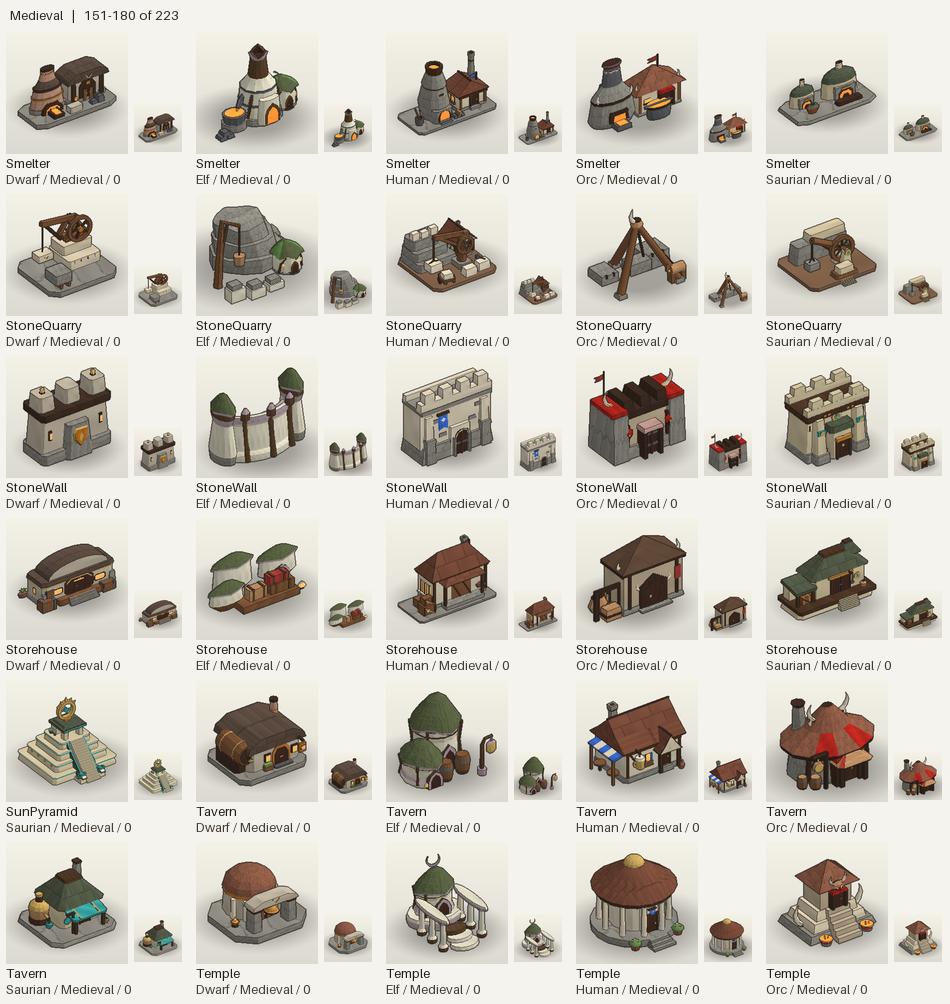 Medieval | 151-180 of 223
Smelter
Dwarf / Medieval / 0
Smelter
Elf / Medieval / 0
Smelter
Human / Medieval / 0
Smelter
Orc / Medieval / 0
Smelter
Saurian / Medieval / 0
StoneQuarry
Dwarf / Medieval / 0
StoneQuarry
Elf / Medieval / 0
StoneQuarry
Human / Medieval / 0
StoneQuarry
Orc / Medieval / 0
StoneQuarry
Saurian / Medieval / 0
StoneWall
Dwarf / Medieval / 0
StoneWall
Elf / Medieval / 0
StoneWall
Human / Medieval / 0
StoneWall
Orc / Medieval / 0
StoneWall
Saurian / Medieval / 0
Storehouse
Dwarf / Medieval / 0
Storehouse
Elf / Medieval / 0
Storehouse
Human / Medieval / 0
Storehouse
Orc / Medieval / 0
Storehouse
Saurian / Medieval / 0
SunPyramid
Saurian / Medieval / 0
Tavern
Dwarf / Medieval / 0
Tavern
Elf / Medieval / 0
Tavern
Human / Medieval / 0
Tavern
Orc / Medieval / 0
Tavern
Saurian / Medieval / 0
Temple
Dwarf / Medieval / 0
Temple
Elf / Medieval / 0
Temple
Human / Medieval / 0
Temple
Orc / Medieval / 0